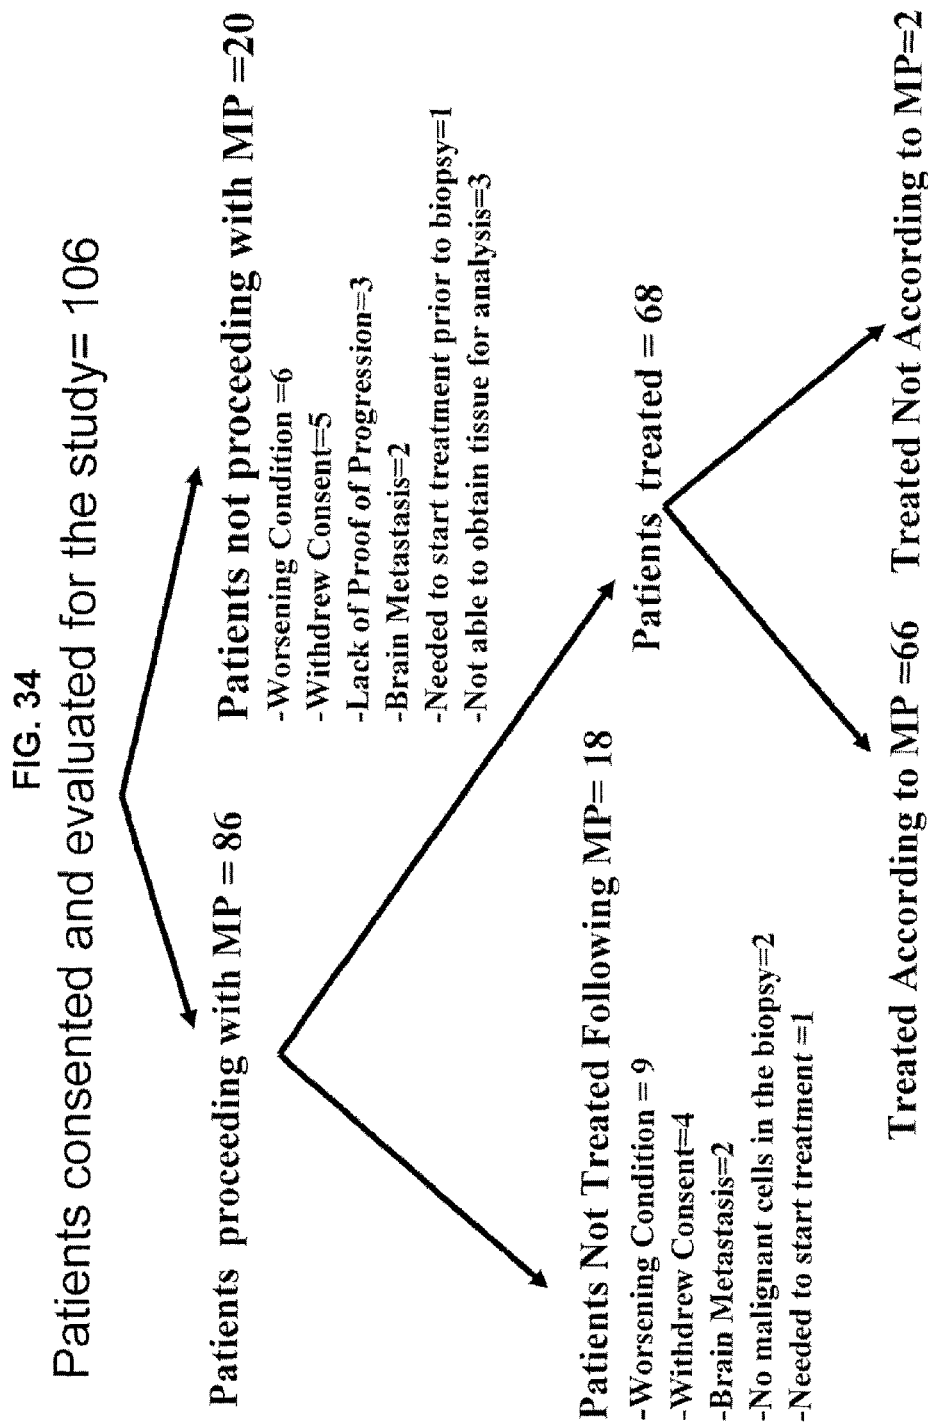 FIG. 34
Patients consented and evaluated for the study= 106
Patients proceeding with MP = 86
Patients not proceeding with MP =20
-Worsening Condition =6
-Withdrew Consent=5
-Lack of Proof of Progression=3
-Brain Metastasis=2
-Needed to start treatment prior to biopsy=1
-Not able to obtain tissue for analysis=3
Patients Not Treated Following MP= 18
-Worsening Condition = 9
-Withdrew Consent=4
-Brain Metastasis=2
-No malignant cells in the biopsy=2
-Needed to start treatment =1
Patients treated = 68
Treated According to MP =66
Treated Not According to MP=2